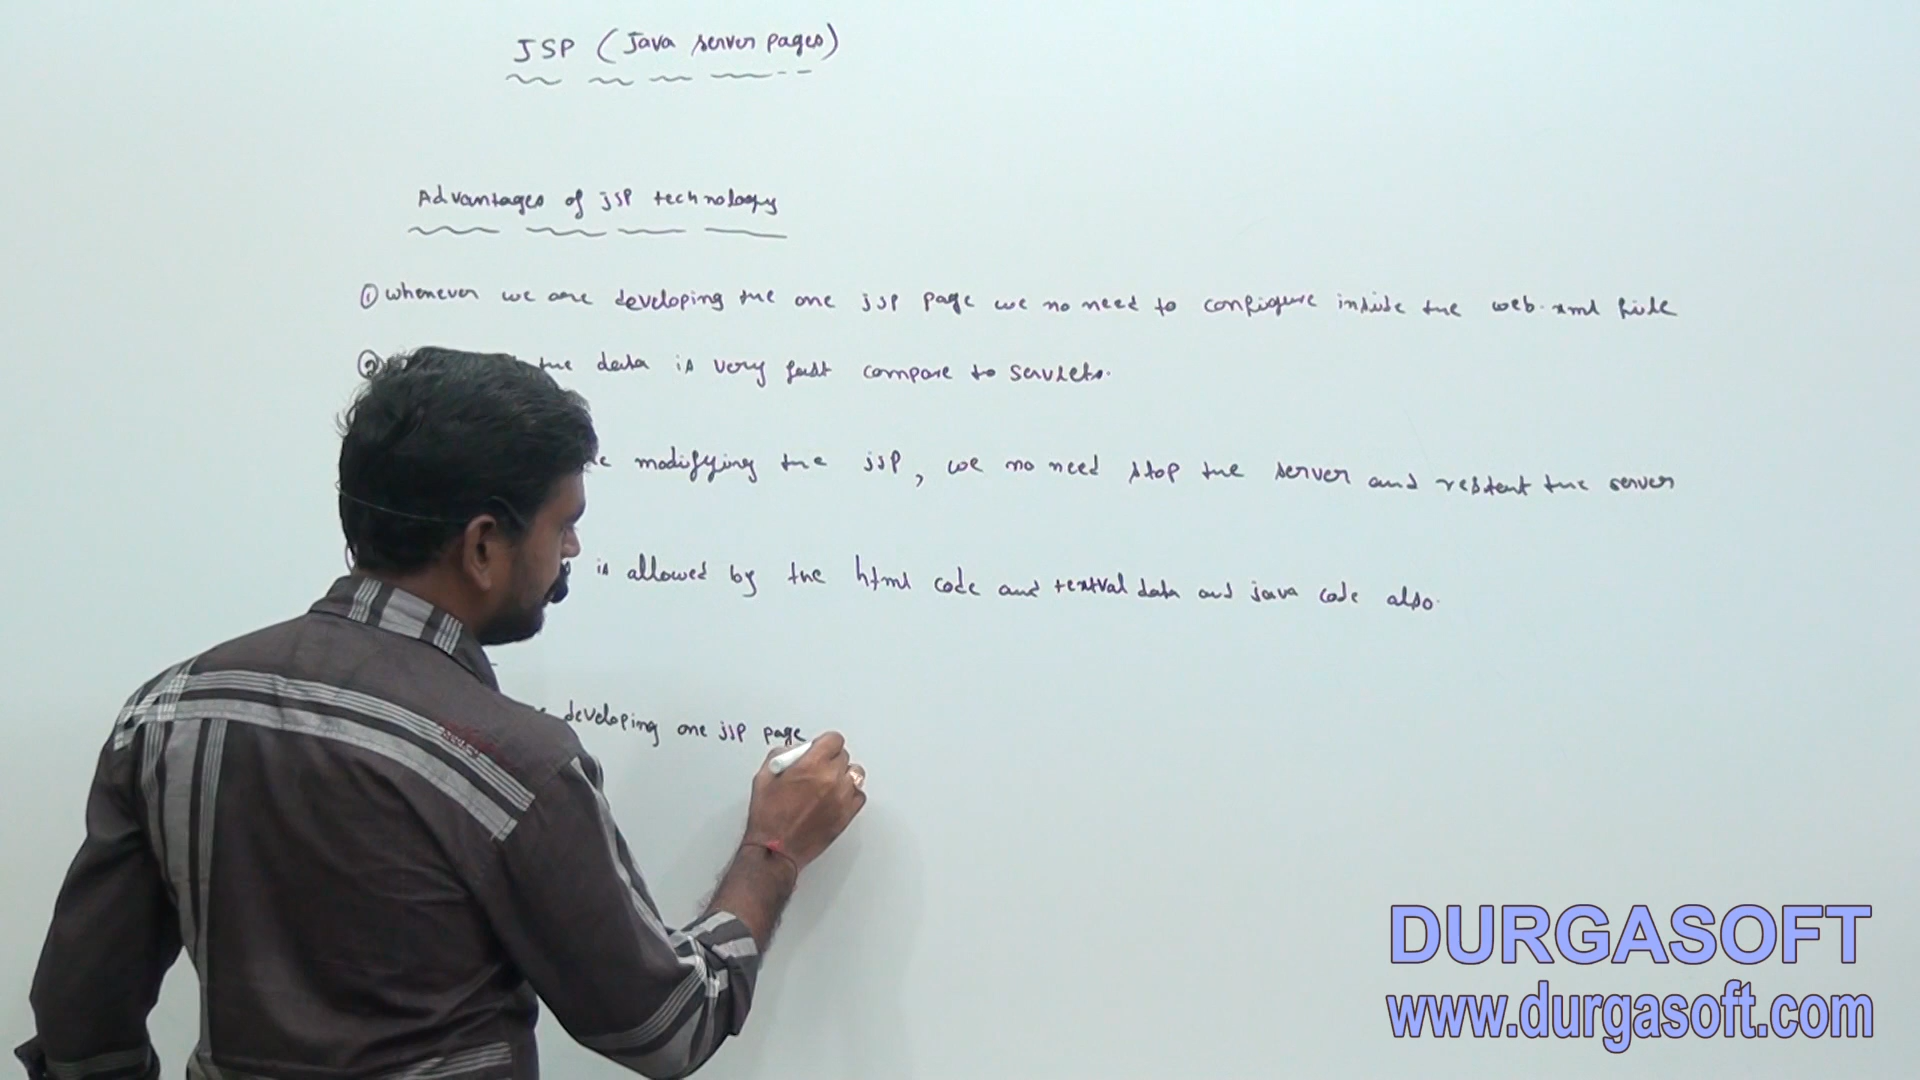 JSP (Java server pages)
Advantages of jsp technology
① whenever we are developing the one jsp page we no need to configure inside the web.xml file
② the data is very fast compare to servlets.
modifying the jsp, we no need stop the server and restart the server
is allowed by the html code and textval data and java code also.
developing one jsp page
DURGASOFT
www.durgasoft.com